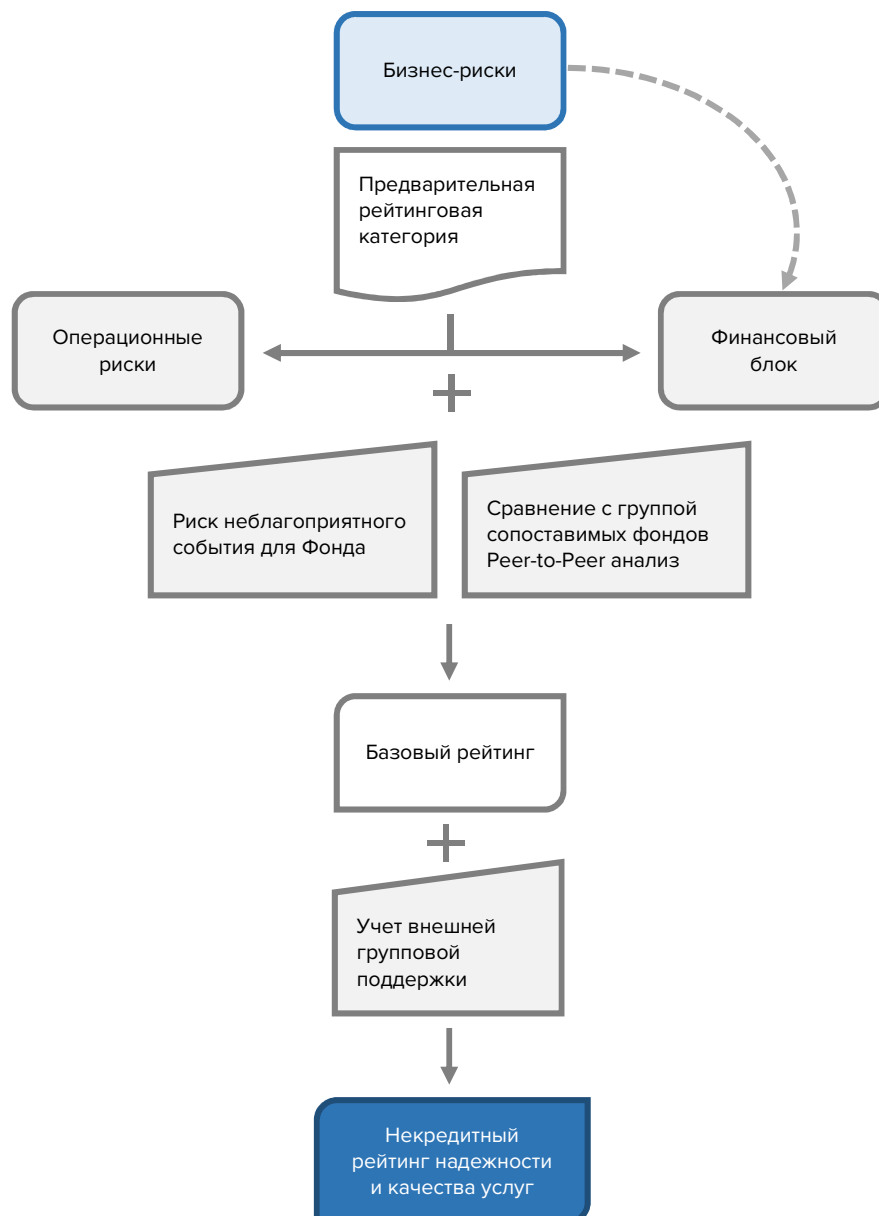 Бизнес-риски
Предварительная
рейтинговая
категория
Операционные
риски
Финансовый
блок
Риск неблагоприятного
события для Фонда
Сравнение с группой
сопоставимых фондов
Peer-to-Peer анализ
Базовый рейтинг
Учет внешней
групповой
поддержки
Некредитный
рейтинг надежности
и качества услуг